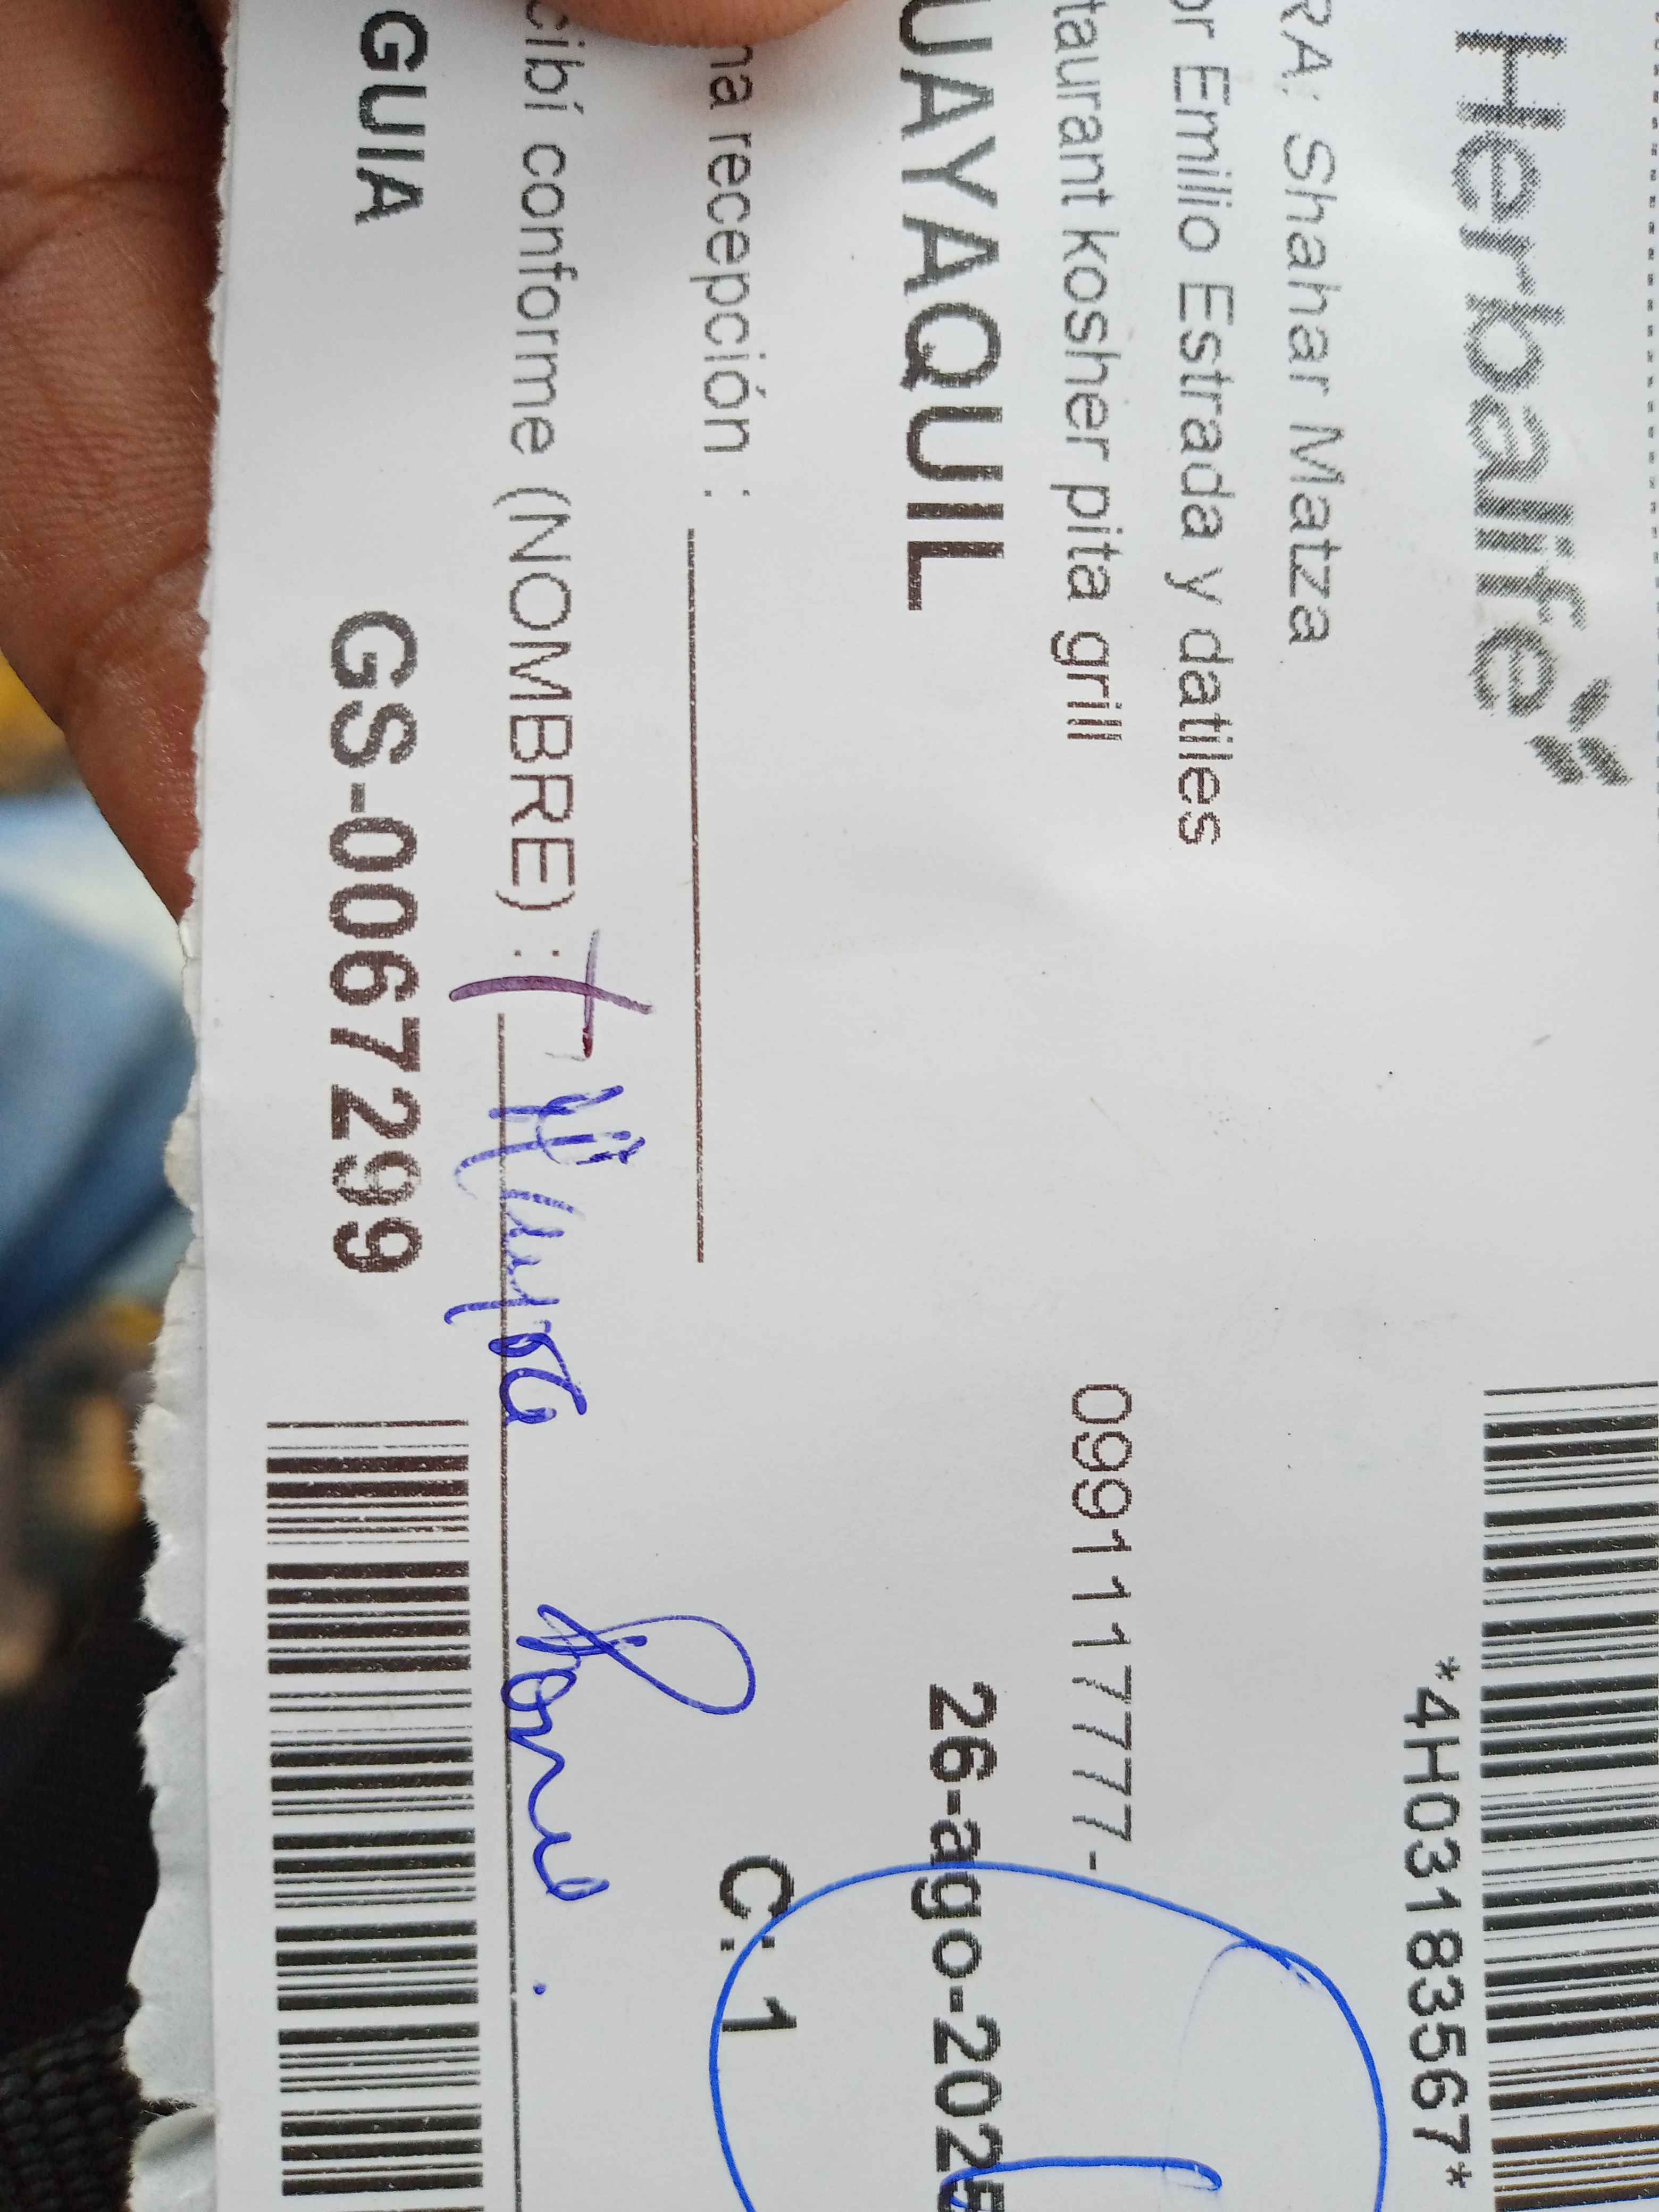 Herbalife
*4H03183567*
RA: Shahar Matza
or Emilio Estrada y datiles
taurant kosher pita grill 0991117777-
UAYAQUIL 26-ago-2025
na recepción : C: 1
cibí conforme (NOMBRE) :
GUIA GS-0067299